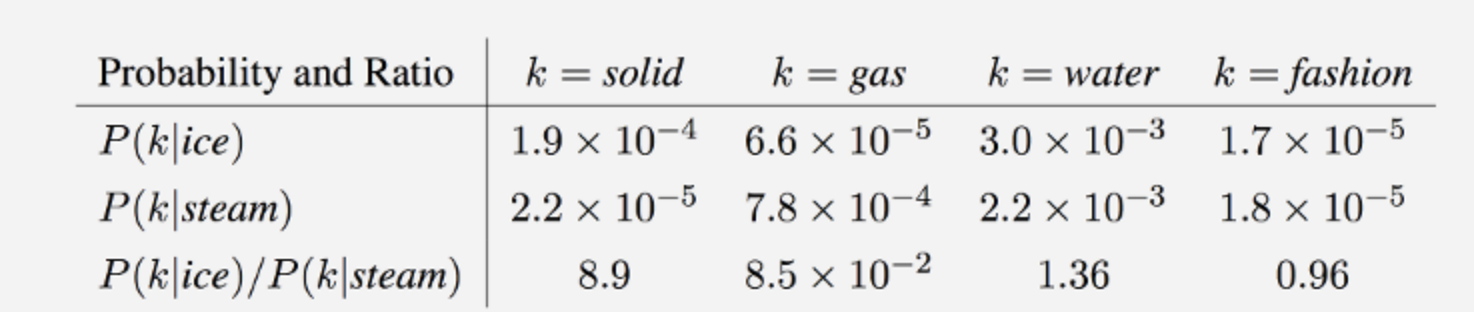 Probability and Ratio k = solid k = gas k = water k = fashion
P(k|ice) 1.9 × 10⁻⁴ 6.6 × 10⁻⁵ 3.0 × 10⁻³ 1.7 × 10⁻⁵
P(k|steam) 2.2 × 10⁻⁵ 7.8 × 10⁻⁴ 2.2 × 10⁻³ 1.8 × 10⁻⁵
P(k|ice)/P(k|steam) 8.9 8.5 × 10⁻² 1.36 0.96